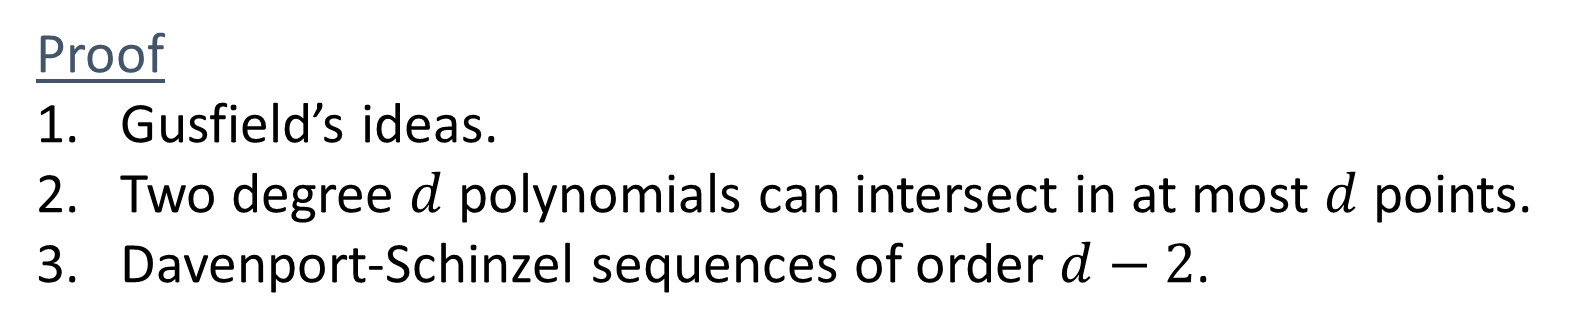 Proof
1. Gusfield’s ideas.
2. Two degree d polynomials can intersect in at most d points.
3. Davenport-Schinzel sequences of order d − 2.